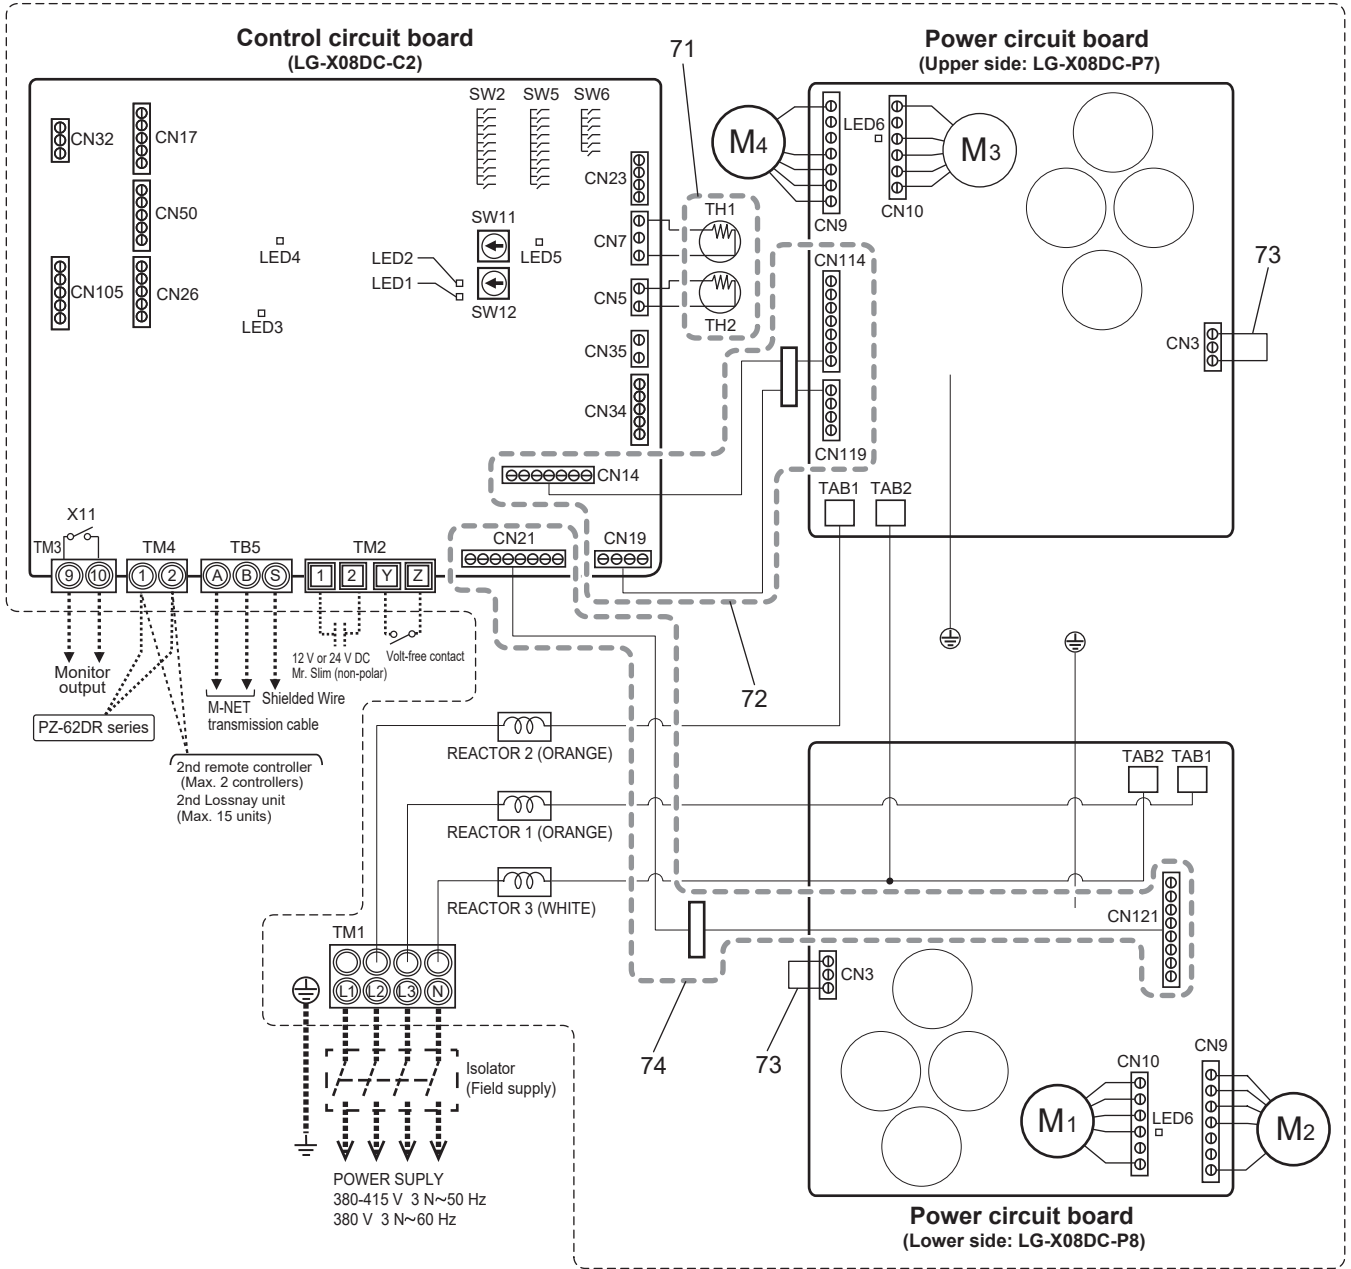 Control circuit board
(LG-X08DC-C2)
71
Power circuit board
(Upper side: LG-X08DC-P7)
SW2 SW5 SW6
CN32
CN17
CN23
M4
LED6
M3
CN9
CN10
CN50
SW11
CN7
TH1
LED4
LED2
LED5
CN114
73
CN105
CN26
LED1
CN5
SW12
TH2
LED3
CN35
CN3
CN34
CN119
CN14
TAB1 TAB2
X11
TM3
TM4
TB5
TM2
CN21
CN19
9 10
1 2
A B S
1 2 Y Z
12 V or 24 V DC
Mr. Slim (non-polar)
Volt-free contact
Monitor
output
M-NET
transmission cable
Shielded Wire
72
PZ-62DR series
REACTOR 2 (ORANGE)
2nd remote controller
(Max. 2 controllers)
2nd Lossnay unit
(Max. 15 units)
TAB2 TAB1
REACTOR 1 (ORANGE)
REACTOR 3 (WHITE)
CN121
TM1
L1 L2 L3 N
CN3
74
73
Isolator
(Field supply)
CN10
CN9
M1
LED6
M2
POWER SUPLY
380-415 V 3 N~50 Hz
380 V 3 N~60 Hz
Power circuit board
(Lower side: LG-X08DC-P8)